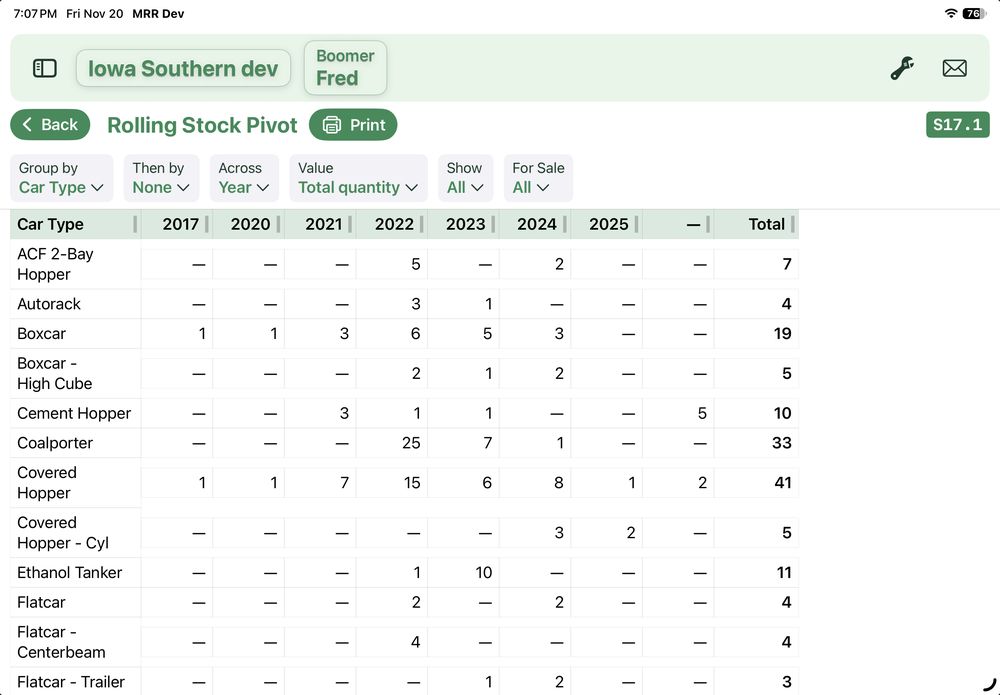 7:07 PM Fri Nov 20 MRR Dev
76
Iowa Southern dev
Boomer
Fred
Back
Rolling Stock Pivot
Print
S17.1
Group by
Car Type
Then by
None
Across
Year
Value
Total quantity
Show
All
For Sale
All
Car Type 2017 2020 2021 2022 2023 2024 2025 — Total
ACF 2-Bay
Hopper — — — 5 — 2 — — 7
Autorack — — — 3 1 — — — 4
Boxcar 1 1 3 6 5 3 — — 19
Boxcar -
High Cube — — — 2 1 2 — — 5
Cement Hopper — — 3 1 1 — — 5 10
Coalporter — — — 25 7 1 — — 33
Covered
Hopper 1 1 7 15 6 8 1 2 41
Covered
Hopper - Cyl — — — — — 3 2 — 5
Ethanol Tanker — — — 1 10 — — — 11
Flatcar — — — 2 — 2 — — 4
Flatcar -
Centerbeam — — — 4 — — — — 4
Flatcar - Trailer — — — — 1 2 — — 3